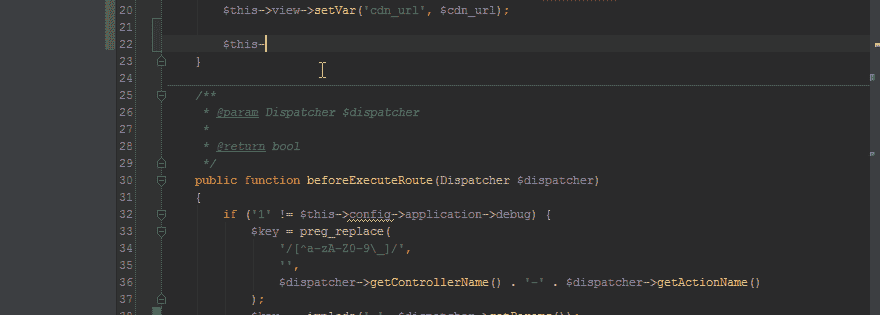 20 $this->view->setVar('cdn_url', $cdn_url);
21
22 $this-
23 }
24
25 /**
26 * @param Dispatcher $dispatcher
27 *
28 * @return bool
29 */
30 public function beforeExecuteRoute(Dispatcher $dispatcher)
31 {
32 if ('1' != $this->config->application->debug) {
33 $key = preg_replace(
34 '/[^a-zA-Z0-9\_]/',
35 '',
36 $dispatcher->getControllerName() . '-' . $dispatcher->getActionName()
37 );